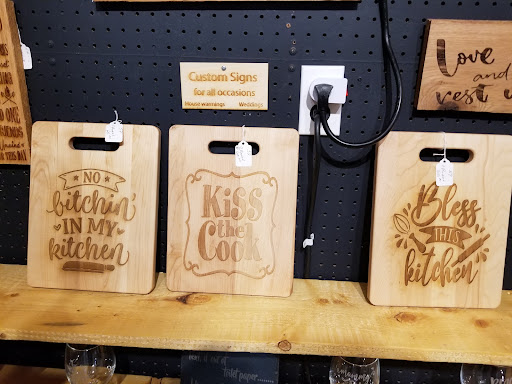 Custom Signs
for all occasions
House warmings Weddings
Love
and
rest
NO
bitchin'
IN MY
kitchen
Kiss
the
Cook
Bless
THIS
kitchen